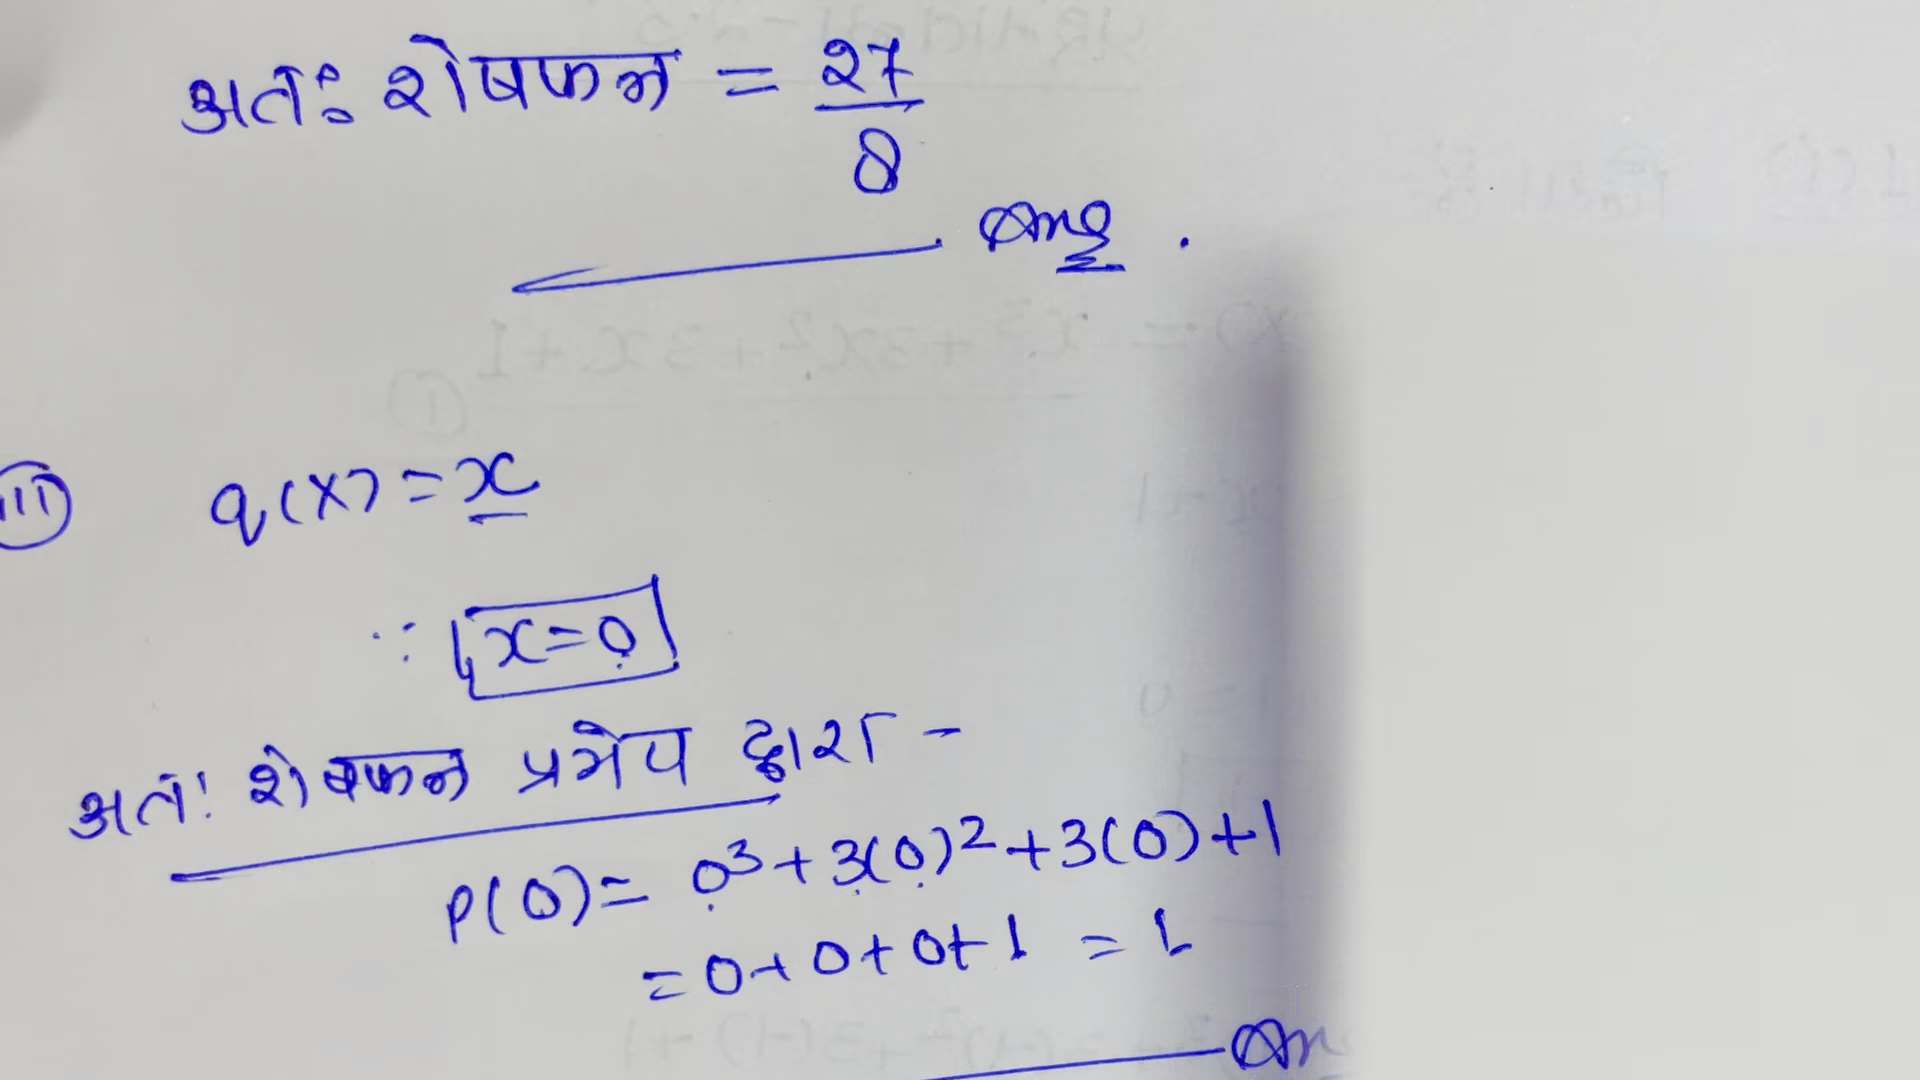 अतः शेषफल = 27/8
Ans.
(iii) q(x) = x
∵ x=0
अतः शेषफल प्रमेय द्वारा -
P(0) = 0³+3(0)²+3(0)+1
= 0+0+0+1 = 1
Ans